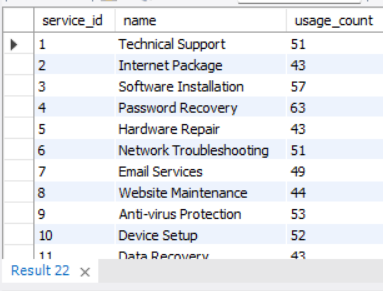 service_id name usage_count
1 Technical Support 51
2 Internet Package 43
3 Software Installation 57
4 Password Recovery 63
5 Hardware Repair 43
6 Network Troubleshooting 51
7 Email Services 49
8 Website Maintenance 44
9 Anti-virus Protection 53
10 Device Setup 52
11 Data Recovery 43
Result 22 ×